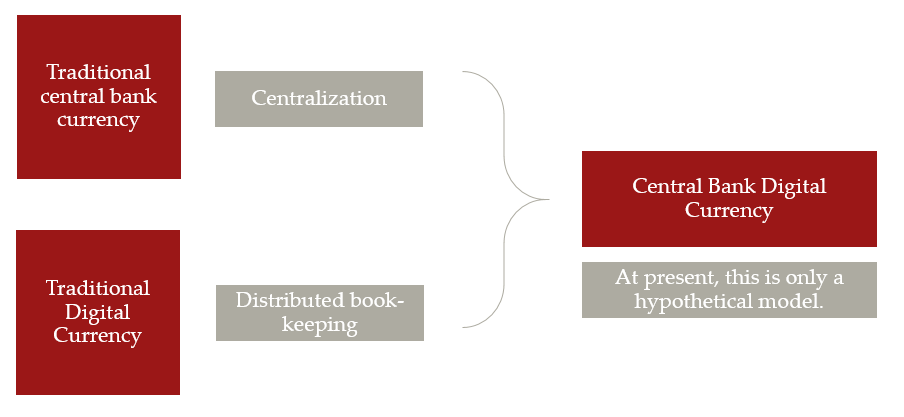 Traditional
central bank
currency
Centralization
Central Bank Digital
Currency
At present, this is only a
hypothetical model.
Traditional
Digital
Currency
Distributed book-
keeping